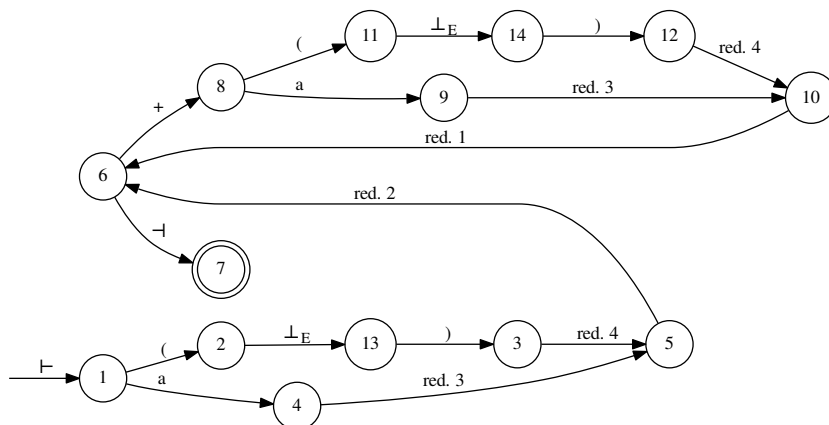 ( 11 ⊥E 14 ) 12 red. 4
8 a 9 red. 3 10
+
red. 1
6
red. 2
⊣
7
⊢ 1 ( 2 ⊥E 13 ) 3 red. 4 5
a 4 red. 3